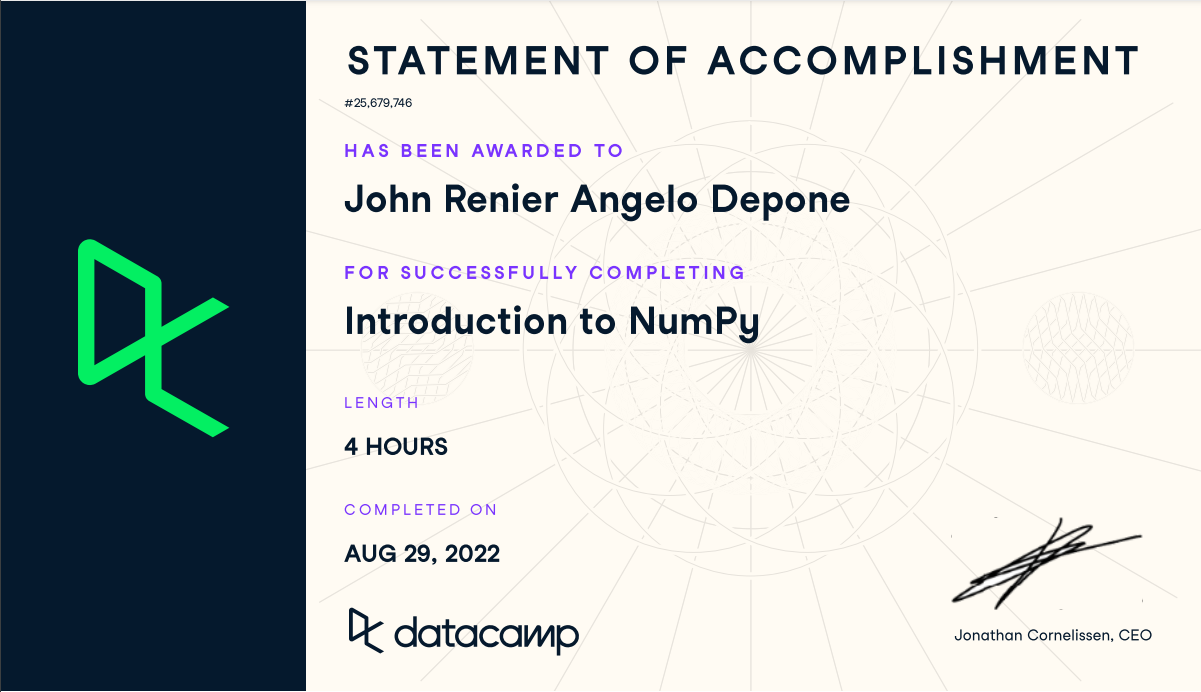 STATEMENT OF ACCOMPLISHMENT
#25,679,746
HAS BEEN AWARDED TO
John Renier Angelo Depone
FOR SUCCESSFULLY COMPLETING
Introduction to NumPy
LENGTH
4 HOURS
COMPLETED ON
AUG 29, 2022
datacamp
Jonathan Cornelissen, CEO